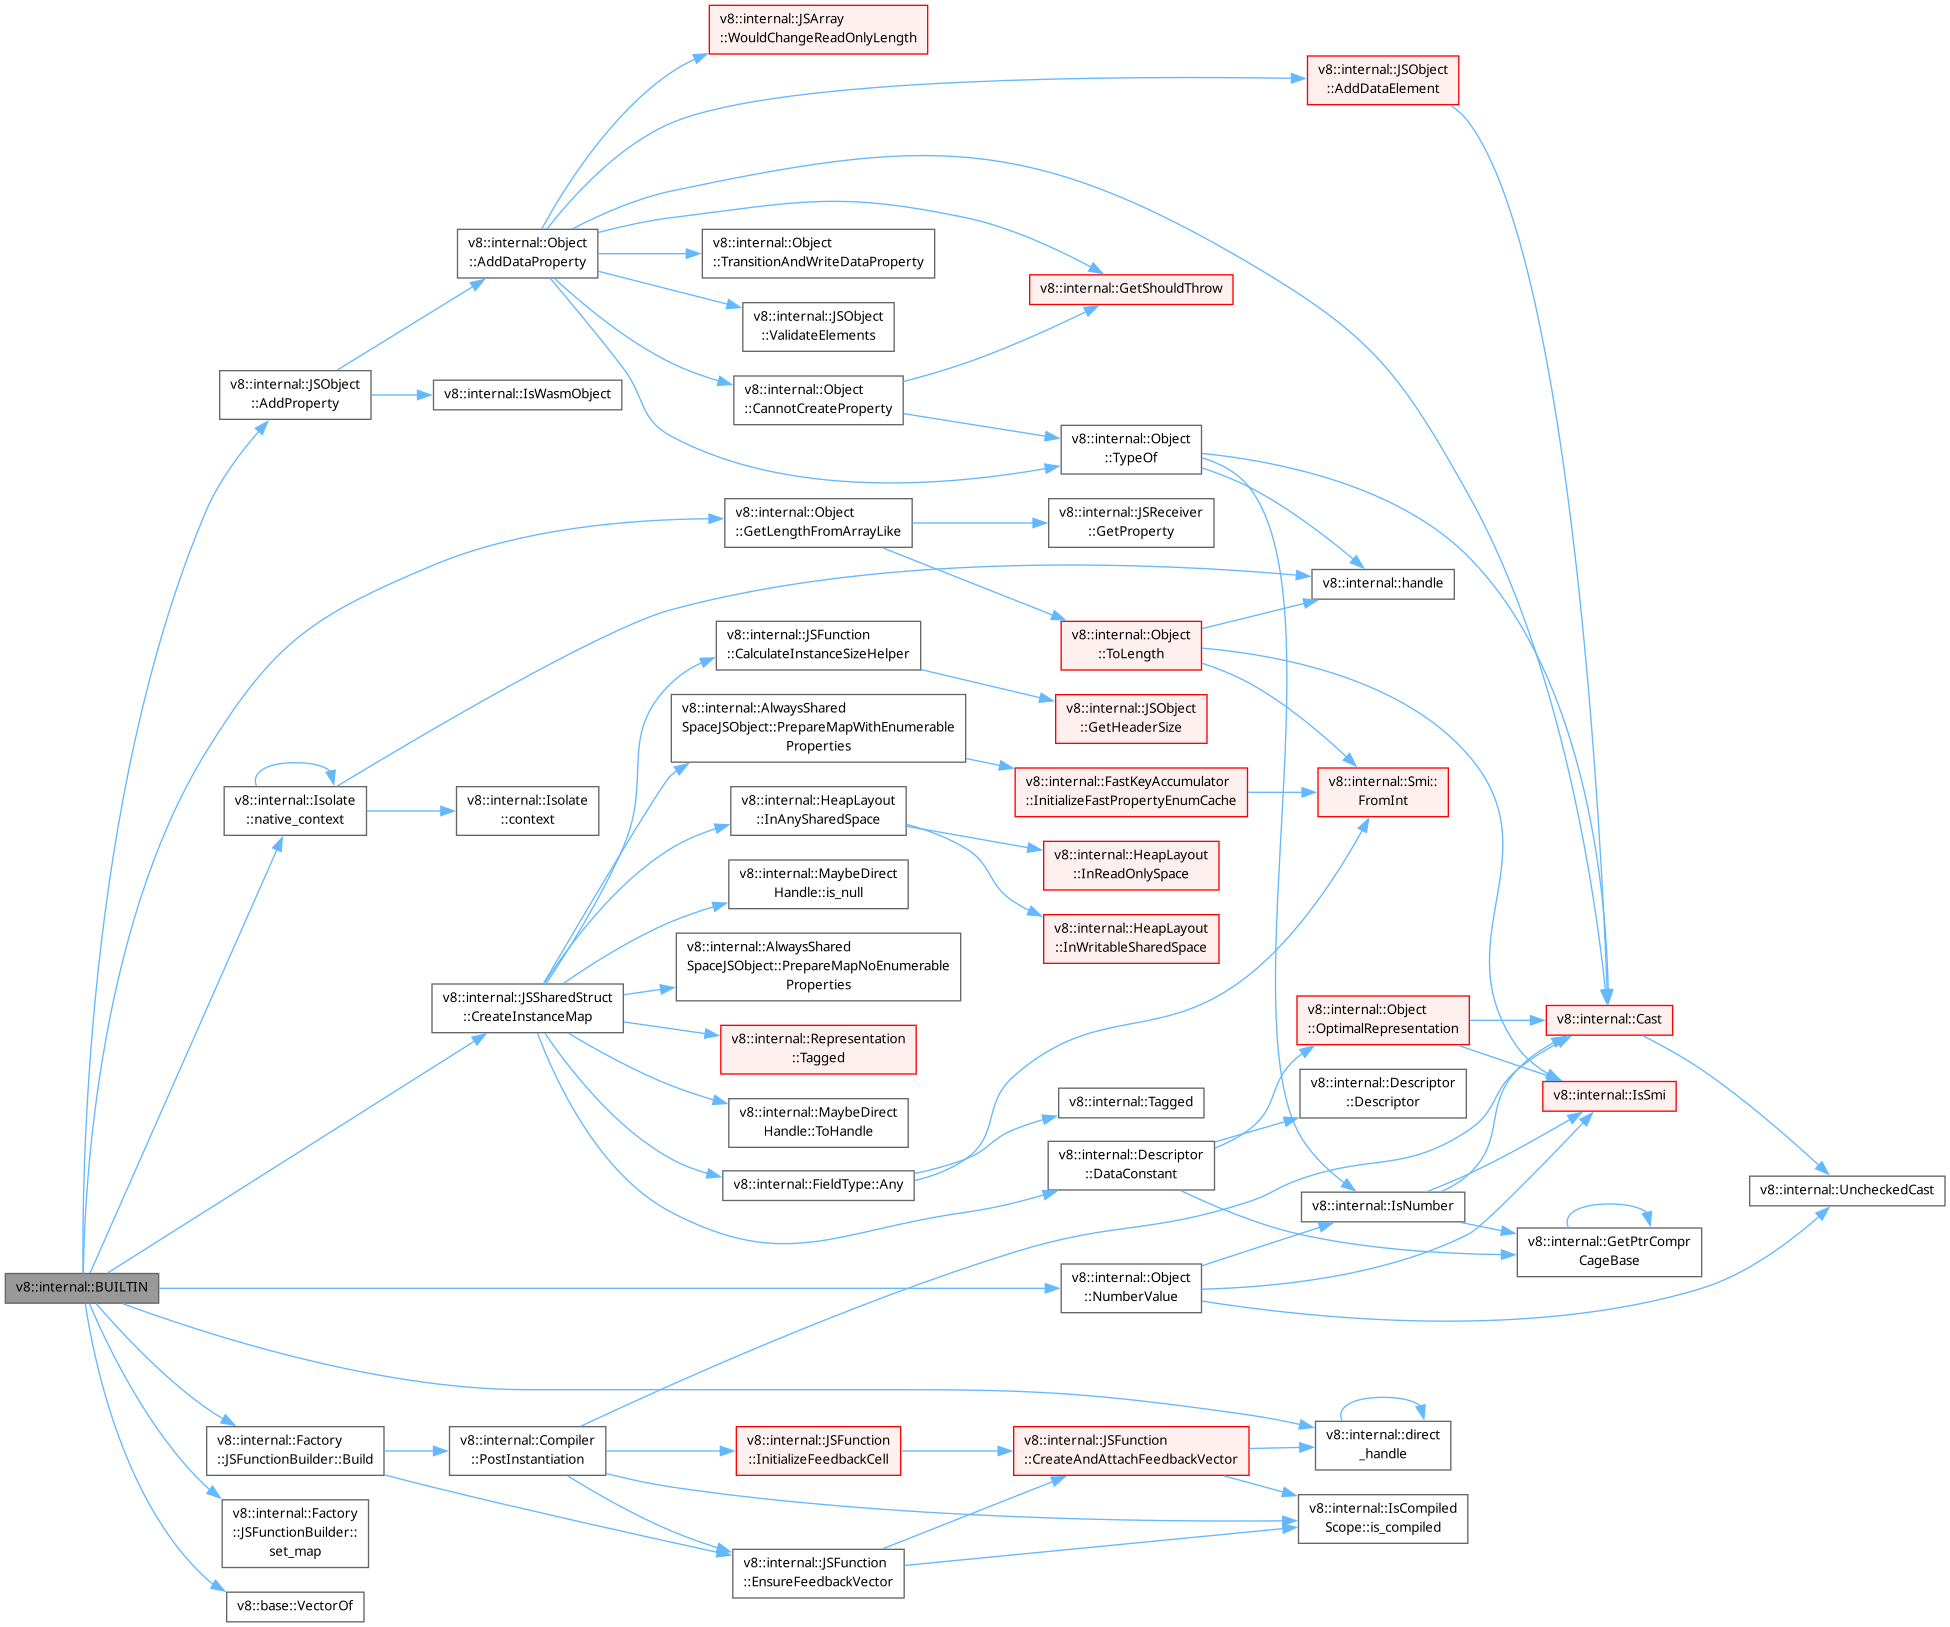 v8::internal::JSArray
::WouldChangeReadOnlyLength
v8::internal::JSObject
::AddDataElement
v8::internal::Object
::AddDataProperty
v8::internal::Object
::TransitionAndWriteDataProperty
v8::internal::GetShouldThrow
v8::internal::JSObject
::ValidateElements
v8::internal::JSObject
::AddProperty
v8::internal::IsWasmObject
v8::internal::Object
::CannotCreateProperty
v8::internal::Object
::TypeOf
v8::internal::Object
::GetLengthFromArrayLike
v8::internal::JSReceiver
::GetProperty
v8::internal::handle
v8::internal::JSFunction
::CalculateInstanceSizeHelper
v8::internal::Object
::ToLength
v8::internal::AlwaysShared
SpaceJSObject::PrepareMapWithEnumerable
Properties
v8::internal::JSObject
::GetHeaderSize
v8::internal::Isolate
::native_context
v8::internal::Isolate
::context
v8::internal::HeapLayout
::InAnySharedSpace
v8::internal::FastKeyAccumulator
::InitializeFastPropertyEnumCache
v8::internal::Smi::
FromInt
v8::internal::MaybeDirect
Handle::is_null
v8::internal::HeapLayout
::InReadOnlySpace
v8::internal::HeapLayout
::InWritableSharedSpace
v8::internal::AlwaysShared
SpaceJSObject::PrepareMapNoEnumerable
Properties
v8::internal::JSSharedStruct
::CreateInstanceMap
v8::internal::Representation
::Tagged
v8::internal::Object
::OptimalRepresentation
v8::internal::Cast
v8::internal::MaybeDirect
Handle::ToHandle
v8::internal::Tagged
v8::internal::Descriptor
::Descriptor
v8::internal::IsSmi
v8::internal::FieldType::Any
v8::internal::Descriptor
::DataConstant
v8::internal::IsNumber
v8::internal::UncheckedCast
v8::internal::GetPtrCompr
CageBase
v8::internal::BUILTIN
v8::internal::Object
::NumberValue
v8::internal::Factory
::JSFunctionBuilder::Build
v8::internal::Compiler
::PostInstantiation
v8::internal::JSFunction
::InitializeFeedbackCell
v8::internal::JSFunction
::CreateAndAttachFeedbackVector
v8::internal::direct
_handle
v8::internal::Factory
::JSFunctionBuilder::
set_map
v8::internal::IsCompiled
Scope::is_compiled
v8::internal::JSFunction
::EnsureFeedbackVector
v8::base::VectorOf